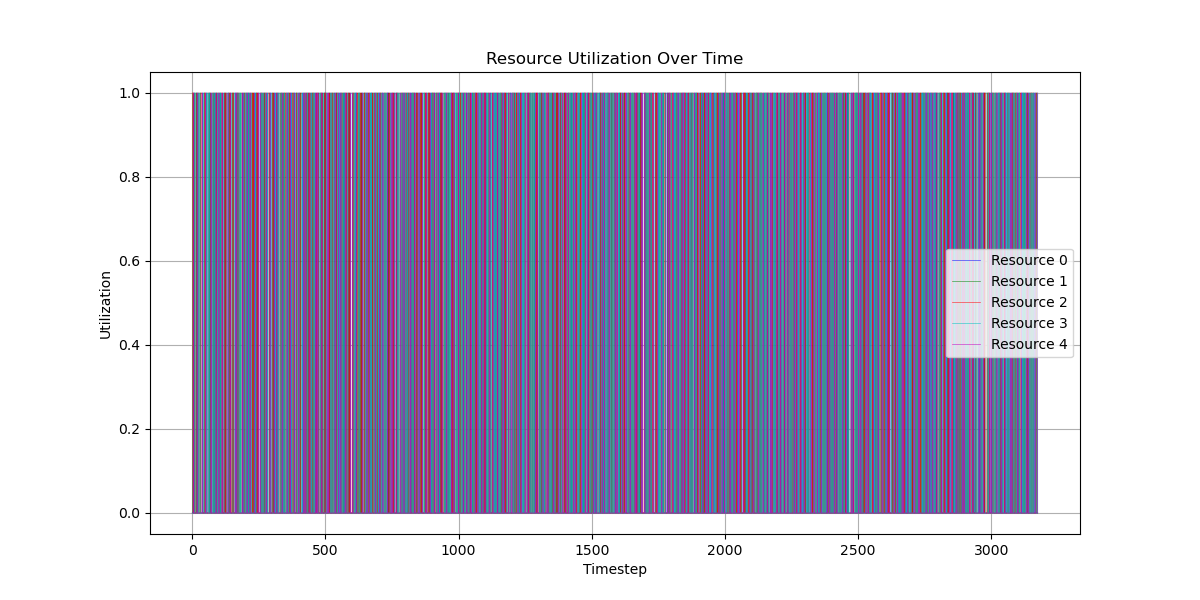 Resource Utilization Over Time
Utilization
1.0
0.8
0.6
0.4
0.2
0.0
Resource 0
Resource 1
Resource 2
Resource 3
Resource 4
0 500 1000 1500 2000 2500 3000
Timestep